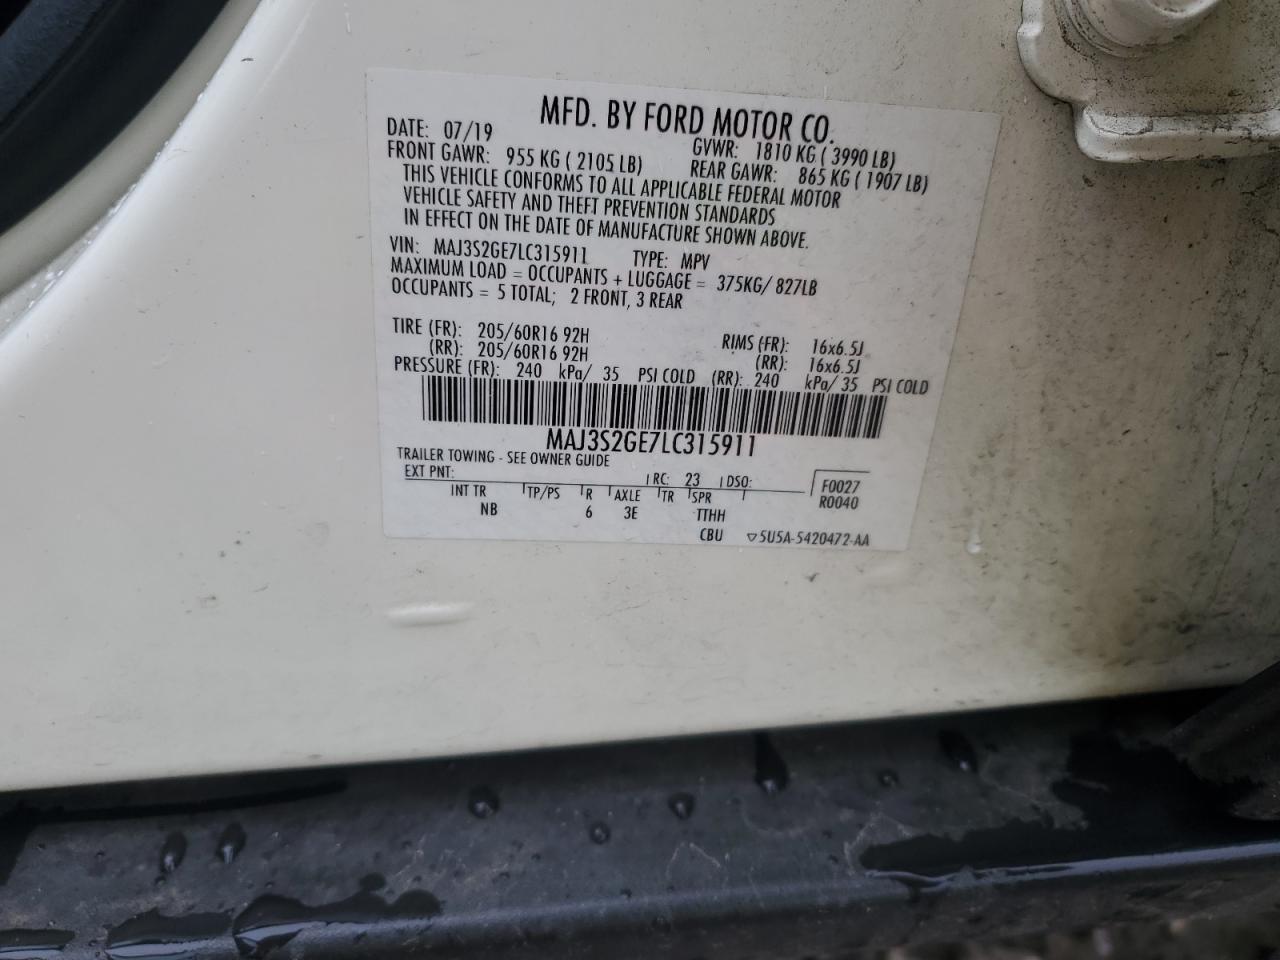 MFD. BY FORD MOTOR CO.
DATE: 07/19 GVWR: 1810 KG ( 3990 LB)
FRONT GAWR: 955 KG ( 2105 LB) REAR GAWR: 865 KG ( 1907 LB)
THIS VEHICLE CONFORMS TO ALL APPLICABLE FEDERAL MOTOR
VEHICLE SAFETY AND THEFT PREVENTION STANDARDS
IN EFFECT ON THE DATE OF MANUFACTURE SHOWN ABOVE.
VIN: MAJ3S2GE7LC315911 TYPE: MPV
MAXIMUM LOAD = OCCUPANTS + LUGGAGE = 375KG/ 827LB
OCCUPANTS = 5 TOTAL; 2 FRONT, 3 REAR
TIRE (FR): 205/60R16 92H RIMS (FR): 16x6.5J
(RR): 205/60R16 92H (RR): 16x6.5J
PRESSURE (FR): 240 kPa/ 35 PSI COLD (RR): 240 kPa/ 35 PSI COLD
MAJ3S2GE7LC315911
TRAILER TOWING - SEE OWNER GUIDE
EXT PNT: RC: 23 DSO: F0027
INT TR TP/PS R AXLE TR SPR R0040
NB 6 3E TTHH
CBU ▽5U5A-5420472-AA